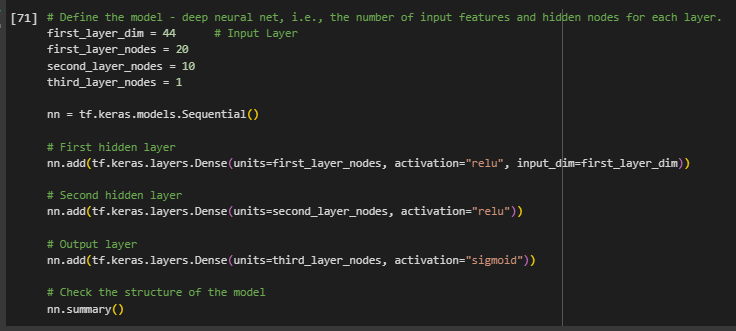 [71] # Define the model - deep neural net, i.e., the number of input features and hidden nodes for each layer.
first_layer_dim = 44      # Input Layer
first_layer_nodes = 20
second_layer_nodes = 10
third_layer_nodes = 1
nn = tf.keras.models.Sequential()
# First hidden layer
nn.add(tf.keras.layers.Dense(units=first_layer_nodes, activation="relu", input_dim=first_layer_dim))
# Second hidden layer
nn.add(tf.keras.layers.Dense(units=second_layer_nodes, activation="relu"))
# Output layer
nn.add(tf.keras.layers.Dense(units=third_layer_nodes, activation="sigmoid"))
# Check the structure of the model
nn.summary()